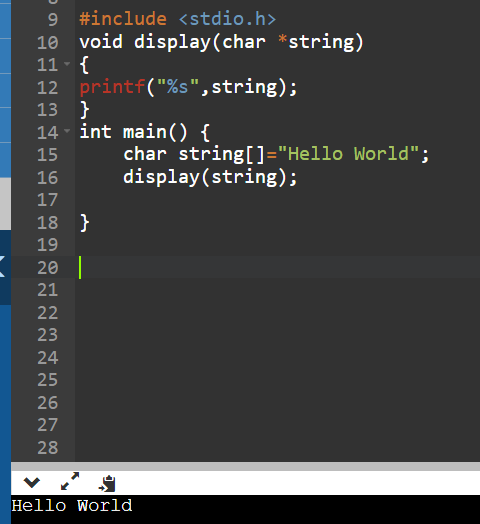 9 #include <stdio.h>
10 void display(char *string)
11 {
12 printf("%s",string);
13 }
14 int main() {
15     char string[]="Hello World";
16     display(string);
17
18 }
19
20
21
22
23
24
25
26
27
28
Hello World